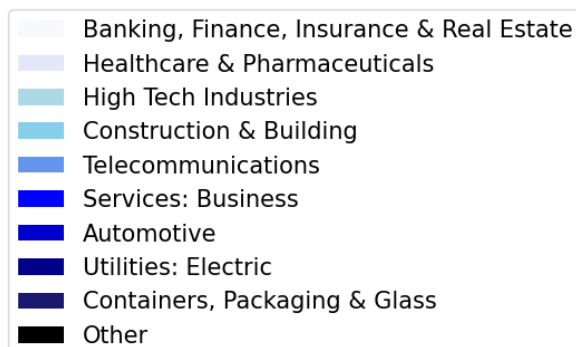 Banking, Finance, Insurance & Real Estate
Healthcare & Pharmaceuticals
High Tech Industries
Construction & Building
Telecommunications
Services: Business
Automotive
Utilities: Electric
Containers, Packaging & Glass
Other